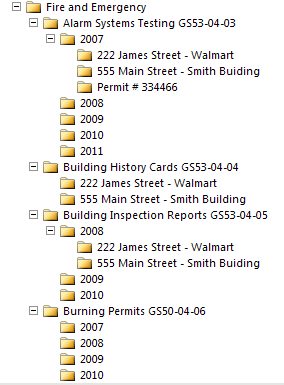 Fire and Emergency
Alarm Systems Testing GS53-04-03
2007
222 James Street - Walmart
555 Main Street - Smith Buiding
Permit # 334466
2008
2009
2010
2011
Building History Cards GS53-04-04
222 James Street - Walmart
555 Main Street - Smith Building
Building Inspection Reports GS53-04-05
2008
222 James Street - Walmart
555 Main Street - Smith Buiding
2009
2010
Burning Permits GS50-04-06
2007
2008
2009
2010